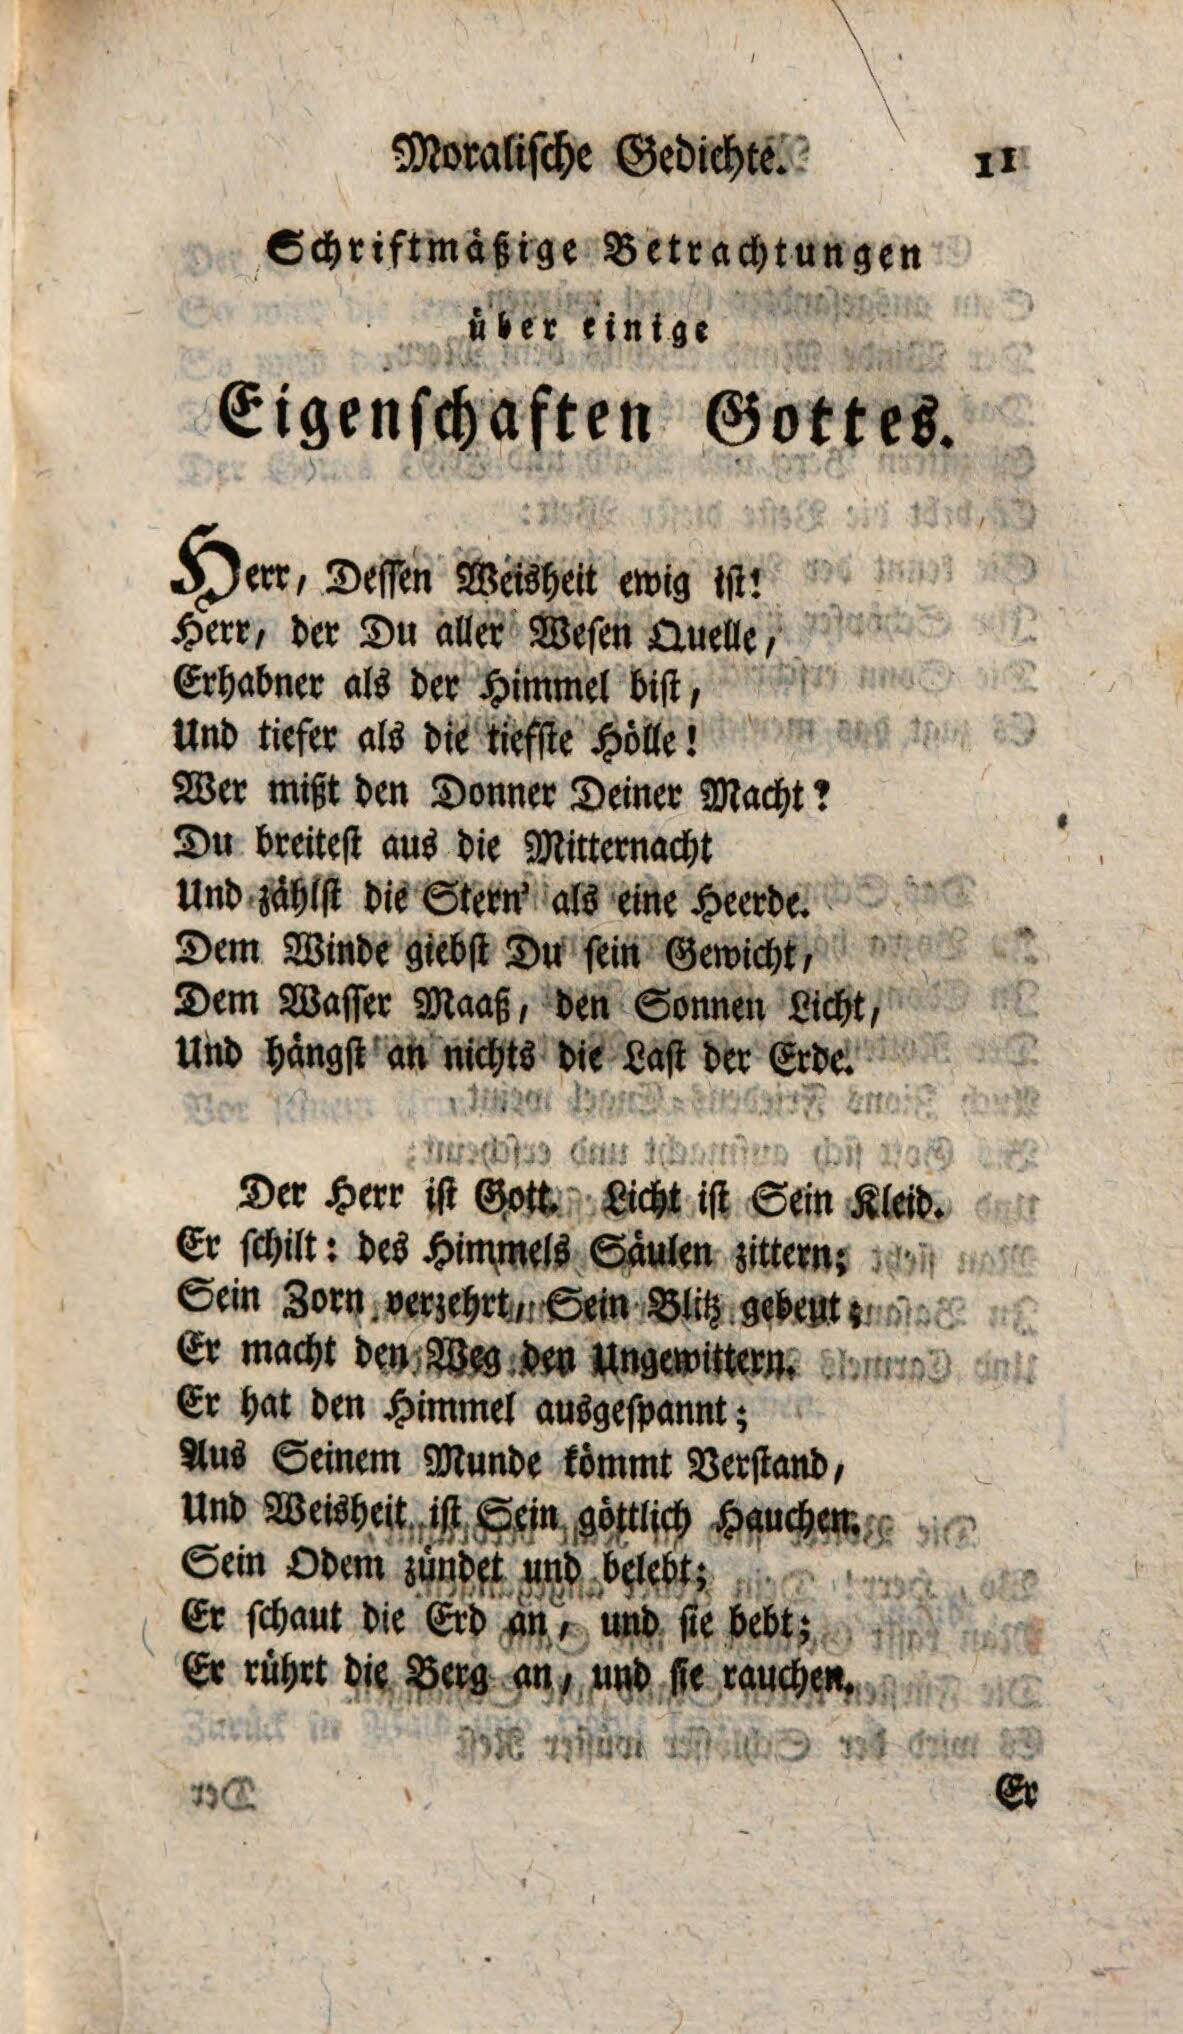 Moralische Gedichte. 11
Schriftmäßige Betrachtungen
über einige
Eigenschaften Gottes.
Herr, Dessen Weisheit ewig ist!
Herr, der Du aller Wesen Quelle,
Erhabner als der Himmel bist,
Und tiefer als die tiefste Hölle!
Wer mißt den Donner Deiner Macht?
Du breitest aus die Mitternacht
Und zählst die Stern' als eine Heerde.
Dem Winde giebst Du sein Gewicht,
Dem Wasser Maaß, den Sonnen Licht,
Und hängst an nichts die Last der Erde.
Der Herr ist Gott. Licht ist Sein Kleid.
Er schilt: des Himmels Säulen zittern;
Sein Zorn verzehrt, Sein Blitz gebeut;
Er macht den Weg den Ungewittern.
Er hat den Himmel ausgespannt;
Aus Seinem Munde kömmt Verstand,
Und Weisheit ist Sein göttlich Hauchen.
Sein Odem zündet und belebt;
Er schaut die Erd an, und sie bebt;
Er rührt die Berg an, und sie rauchen.
Er